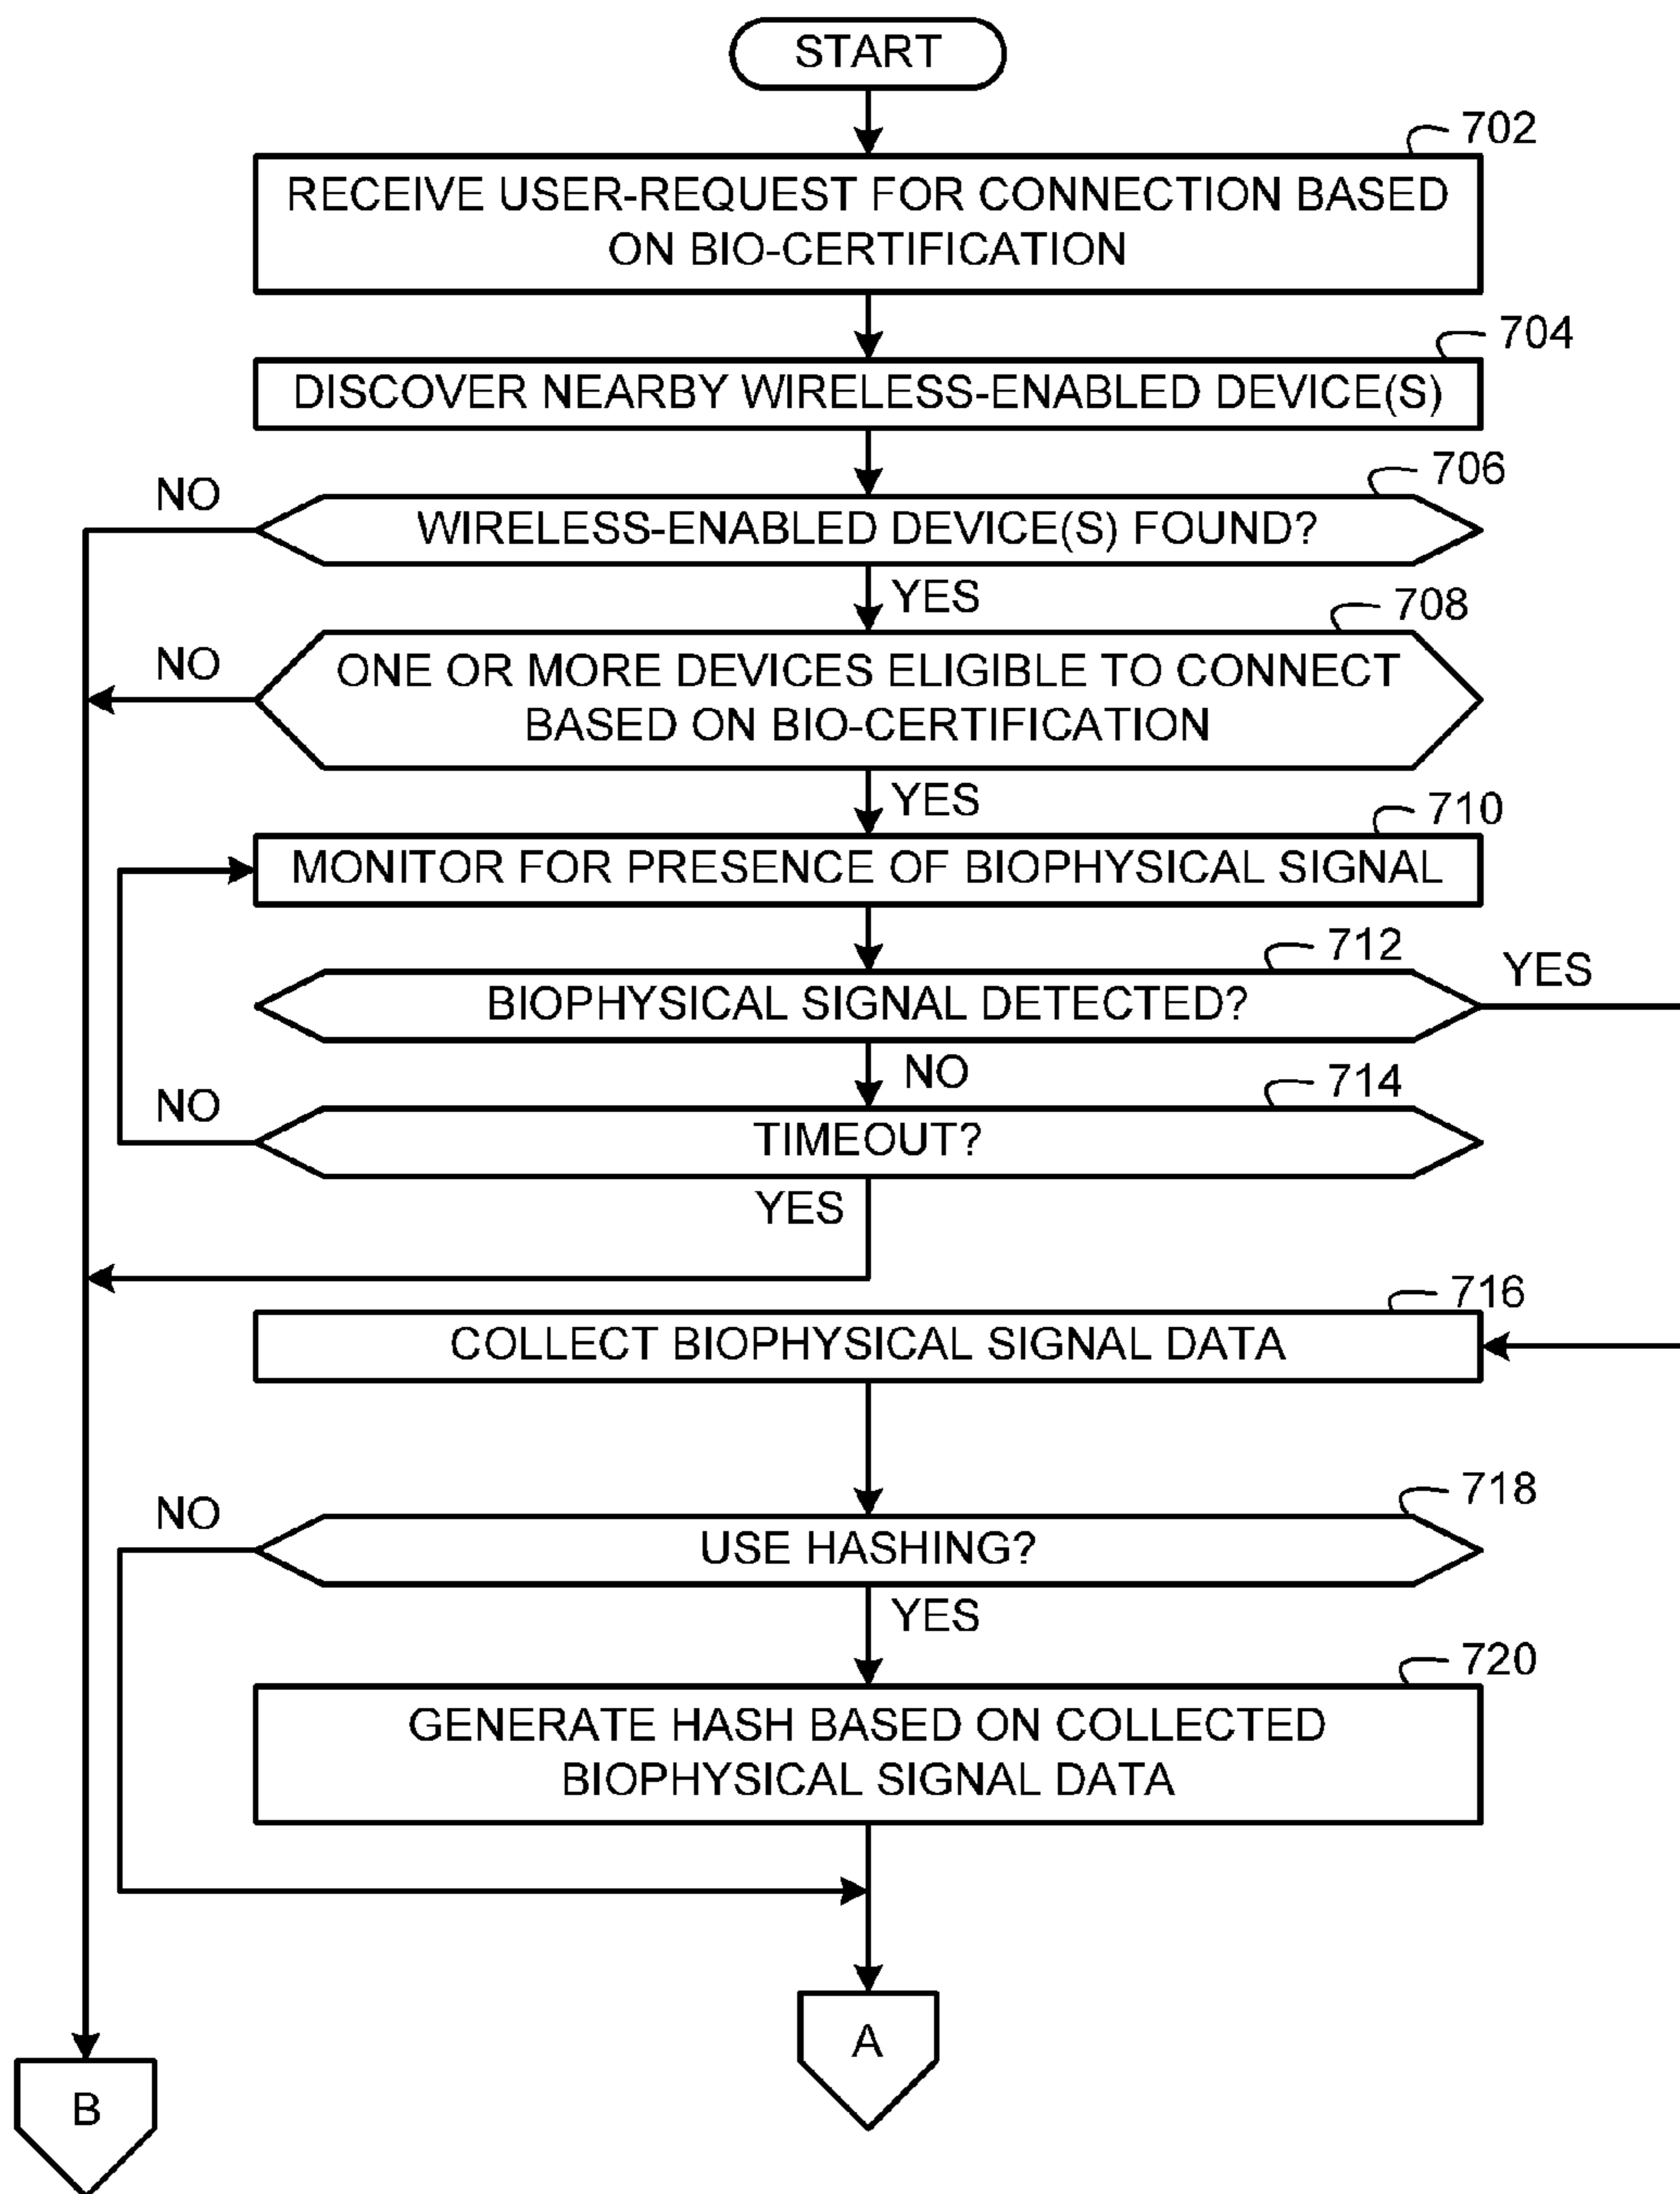 START
702
RECEIVE USER-REQUEST FOR CONNECTION BASED
ON BIO-CERTIFICATION
704
DISCOVER NEARBY WIRELESS-ENABLED DEVICE(S)
706
NO
WIRELESS-ENABLED DEVICE(S) FOUND?
YES
708
NO
ONE OR MORE DEVICES ELIGIBLE TO CONNECT
BASED ON BIO-CERTIFICATION
YES
710
MONITOR FOR PRESENCE OF BIOPHYSICAL SIGNAL
712
YES
BIOPHYSICAL SIGNAL DETECTED?
NO
714
NO
TIMEOUT?
YES
716
COLLECT BIOPHYSICAL SIGNAL DATA
718
NO
USE HASHING?
YES
720
GENERATE HASH BASED ON COLLECTED
BIOPHYSICAL SIGNAL DATA
A
B